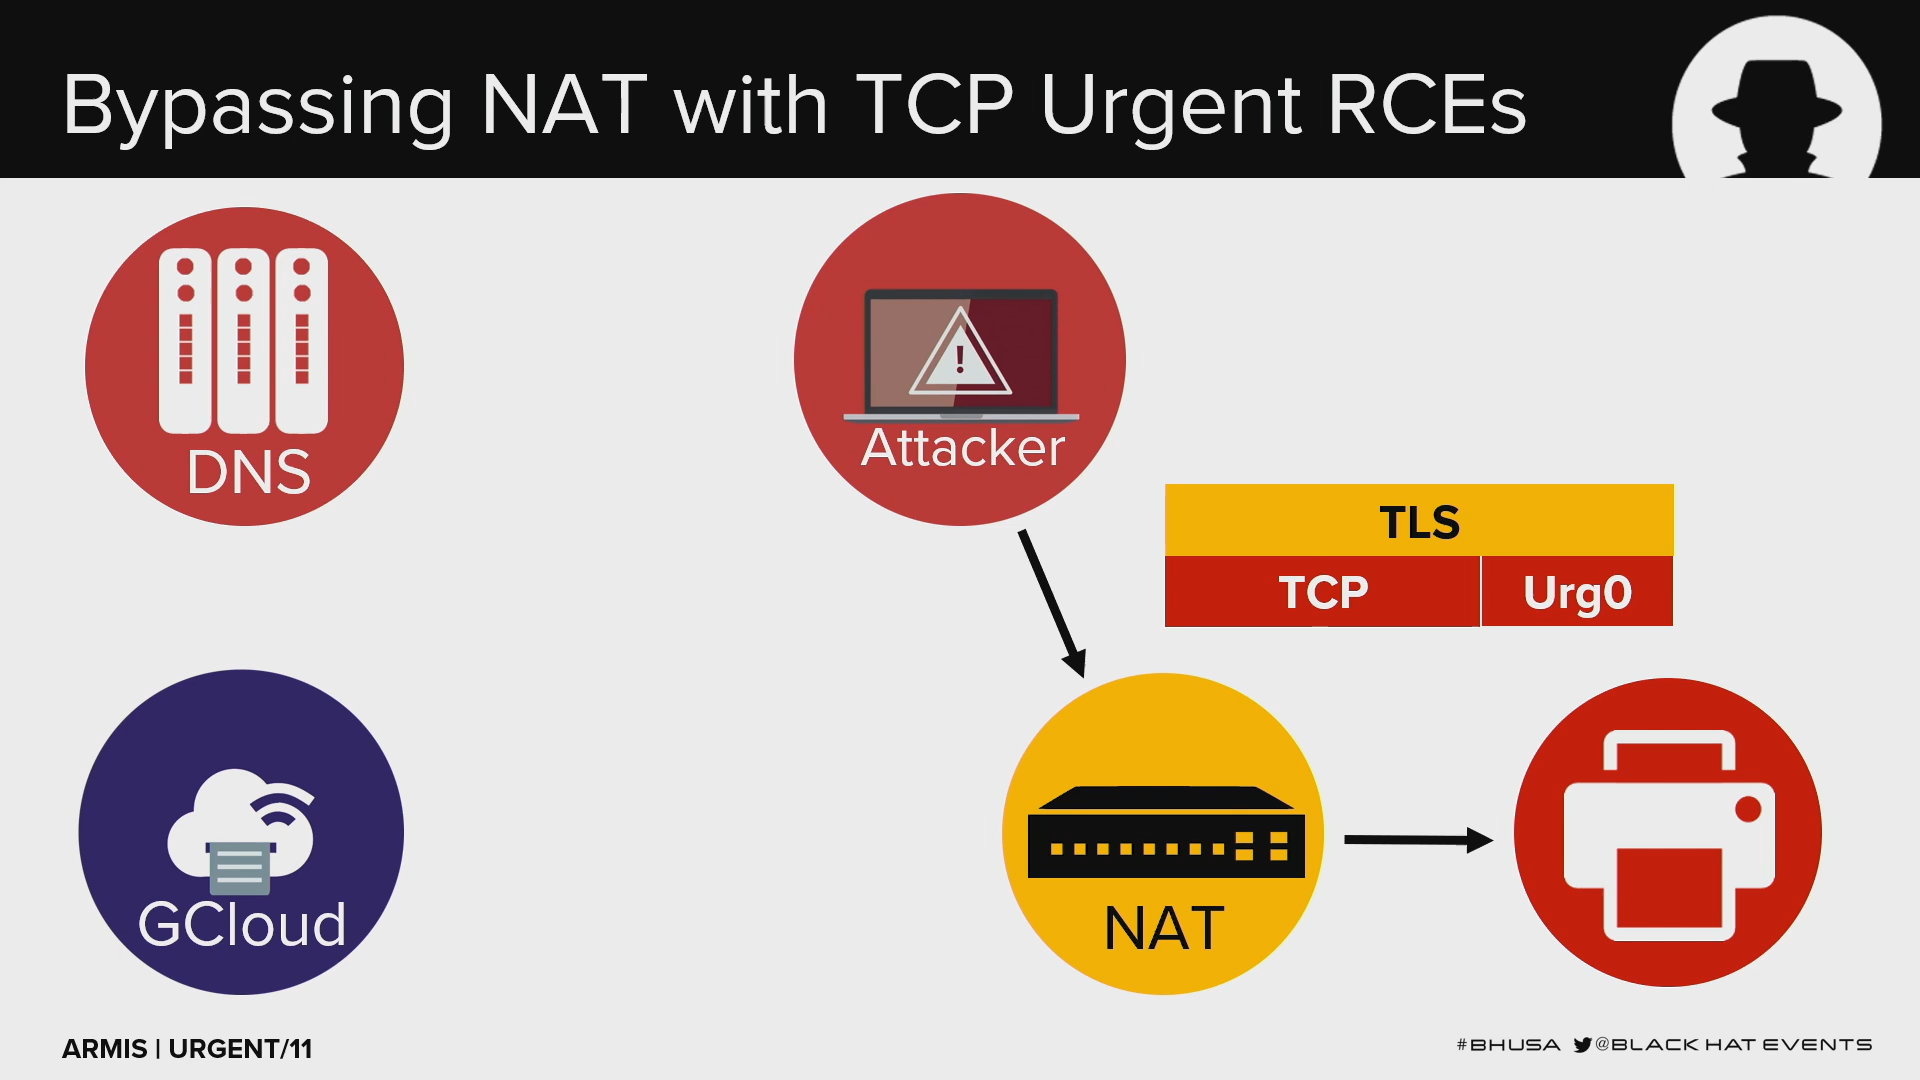 Bypassing NAT with TCP Urgent RCEs
DNS
!
Attacker
TLS
TCP
Urg0
GCloud
NAT
ARMIS | URGENT/11
#BHUSA @BLACK HAT EVENTS